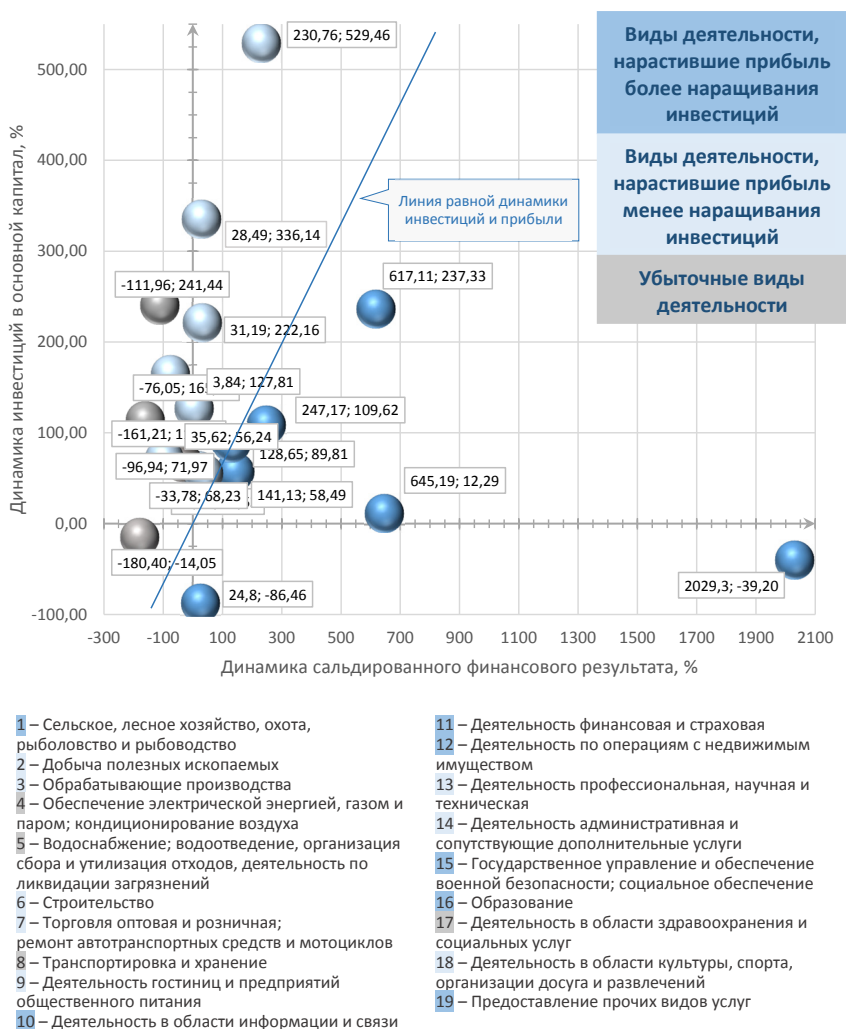 230,76; 529,46
Виды деятельности,
нарастившие прибыль
более наращивания
инвестиций
Виды деятельности,
нарастившие прибыль
менее наращивания
инвестиций
Убыточные виды
деятельности
Линия равной динамики
инвестиций и прибыли
28,49; 336,14
-111,96; 241,44
617,11; 237,33
31,19; 222,16
-76,05; 16
3,84; 127,81
247,17; 109,62
-161,21; 1
35,62; 56,24
128,65; 89,81
-96,94; 71,97
-33,78; 68,23
141,13; 58,49
645,19; 12,29
-180,40; -14,05
24,8; -86,46
2029,3; -39,20
Динамика инвестиций в основной капитал, %
500,00
400,00
300,00
200,00
100,00
0,00
-100,00
-300 -100 100 300 500 700 900 1100 1300 1500 1700 1900 2100
Динамика сальдированного финансового результата, %
1 – Сельское, лесное хозяйство, охота,
рыболовство и рыбоводство
2 – Добыча полезных ископаемых
3 – Обрабатывающие производства
4 – Обеспечение электрической энергией, газом и
паром; кондиционирование воздуха
5 – Водоснабжение; водоотведение, организация
сбора и утилизация отходов, деятельность по
ликвидации загрязнений
6 – Строительство
7 – Торговля оптовая и розничная;
ремонт автотранспортных средств и мотоциклов
8 – Транспортировка и хранение
9 – Деятельность гостиниц и предприятий
общественного питания
10 – Деятельность в области информации и связи
11 – Деятельность финансовая и страховая
12 – Деятельность по операциям с недвижимым
имуществом
13 – Деятельность профессиональная, научная и
техническая
14 – Деятельность административная и
сопутствующие дополнительные услуги
15 – Государственное управление и обеспечение
военной безопасности; социальное обеспечение
16 – Образование
17 – Деятельность в области здравоохранения и
социальных услуг
18 – Деятельность в области культуры, спорта,
организации досуга и развлечений
19 – Предоставление прочих видов услуг